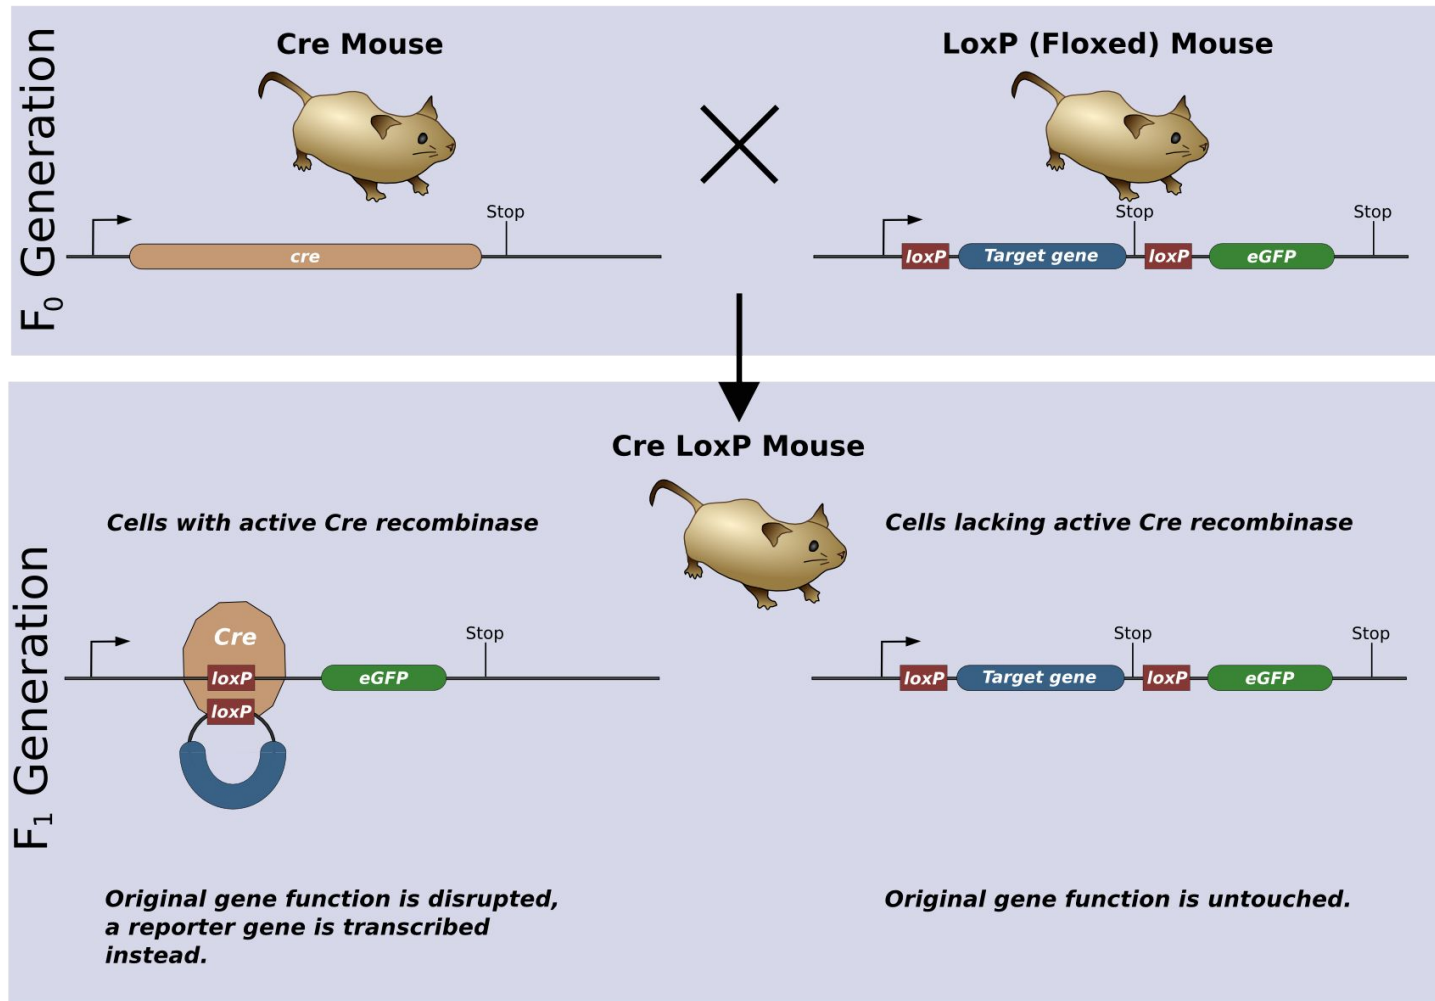 F0 Generation
Cre Mouse
LoxP (Floxed) Mouse
Stop
cre
Stop
Stop
loxP
Target gene
loxP
eGFP
F1 Generation
Cre LoxP Mouse
Cells with active Cre recombinase
Cells lacking active Cre recombinase
Cre
Stop
loxP
eGFP
loxP
Stop
Stop
loxP
Target gene
loxP
eGFP
Original gene function is disrupted,
a reporter gene is transcribed
instead.
Original gene function is untouched.